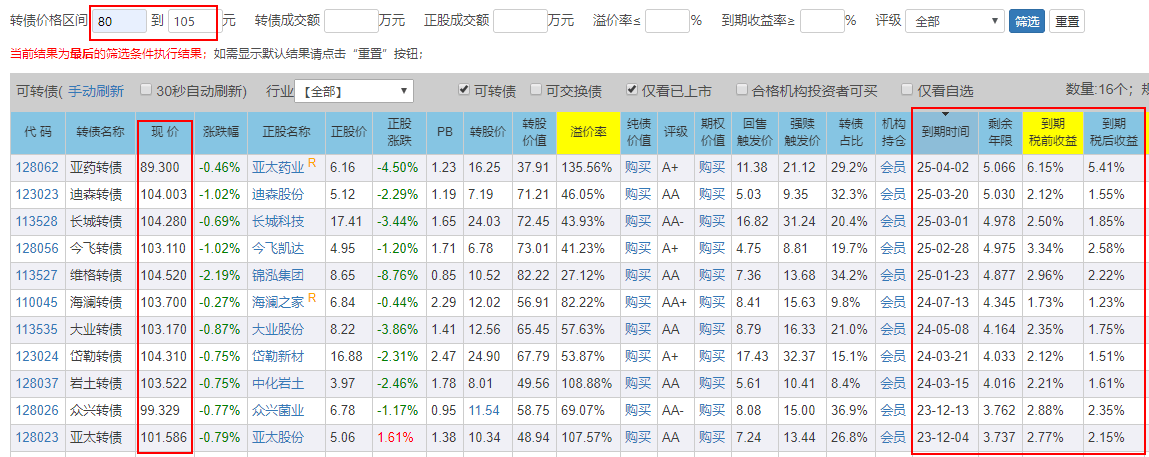 转债价格区间 80 到 105 元 转债成交额 万元 正股成交额 万元 溢价率≤ % 到期收益率≥ % 评级 全部 筛选 重置
当前结果为最后的筛选条件执行结果；如需显示默认结果请点击“重置”按钮；
可转债( 手动刷新 30秒自动刷新) 行业 【全部】 可转债 可交换债 仅看已上市 合格机构投资者可买 仅看自选 数量:16个；
代 码 转债名称 现 价 涨跌幅 正股名称 正股价 正股涨跌 PB 转股价 转股价值 溢价率 纯债价值 评级 期权价值 回售触发价 强赎触发价 转债占比 机构持仓 到期时间 剩余年限 到期税前收益 到期税后收益
128062 亚药转债 89.300 -0.46% 亚太药业 R 6.16 -4.50% 1.23 16.25 37.91 135.56% 购买 A+ 购买 11.38 21.12 29.2% 会员 25-04-02 5.066 6.15% 5.41%
123023 迪森转债 104.003 -1.02% 迪森股份 5.12 -2.29% 1.19 7.19 71.21 46.05% 购买 AA 购买 5.03 9.35 32.3% 会员 25-03-20 5.030 2.12% 1.55%
113528 长城转债 104.280 -0.69% 长城科技 17.41 -3.44% 1.65 24.03 72.45 43.93% 购买 AA- 购买 16.82 31.24 20.4% 会员 25-03-01 4.978 2.50% 1.85%
128056 今飞转债 103.110 -1.02% 今飞凯达 4.95 -1.20% 1.71 6.78 73.01 41.23% 购买 A+ 购买 4.75 8.81 19.7% 会员 25-02-28 4.975 3.34% 2.58%
113527 维格转债 104.520 -2.19% 锦泓集团 8.65 -8.76% 0.85 10.52 82.22 27.12% 购买 AA 购买 7.36 13.68 34.2% 会员 25-01-23 4.877 2.96% 2.22%
110045 海澜转债 103.700 -0.27% 海澜之家 R 6.84 -0.44% 2.29 12.02 56.91 82.22% 购买 AA+ 购买 8.41 15.63 9.8% 会员 24-07-13 4.345 1.73% 1.23%
113535 大业转债 103.170 -0.87% 大业股份 8.22 -3.86% 1.41 12.56 65.45 57.63% 购买 AA 购买 8.79 16.33 21.0% 会员 24-05-08 4.164 2.35% 1.75%
123024 岱勒转债 104.310 -0.75% 岱勒新材 16.88 -2.31% 2.47 24.90 67.79 53.87% 购买 A+ 购买 17.43 32.37 15.1% 会员 24-03-21 4.033 2.12% 1.51%
128037 岩土转债 103.522 -0.75% 中化岩土 3.97 -2.46% 1.78 8.01 49.56 108.88% 购买 AA 购买 5.61 10.41 8.4% 会员 24-03-15 4.016 2.21% 1.61%
128026 众兴转债 99.329 -0.77% 众兴菌业 6.78 -1.17% 0.95 11.54 58.75 69.07% 购买 AA- 购买 8.08 15.00 36.9% 会员 23-12-13 3.762 2.88% 2.35%
128023 亚太转债 101.586 -0.79% 亚太股份 5.06 1.61% 1.38 10.34 48.94 107.57% 购买 AA 购买 7.24 13.44 26.8% 会员 23-12-04 3.737 2.77% 2.15%